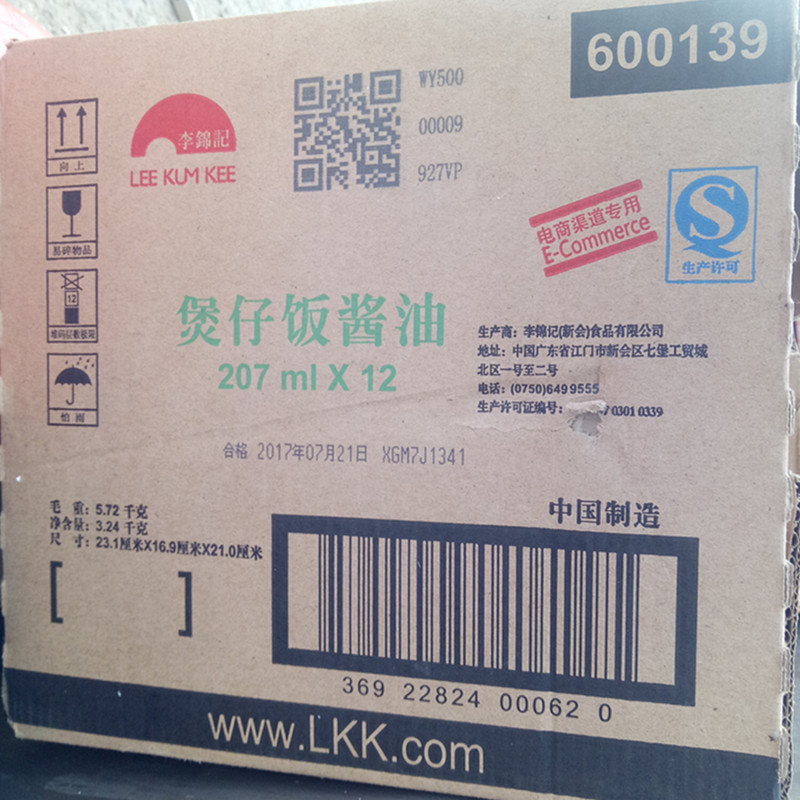 600139
WY500
00009
927VP
李錦記
LEE KUM KEE
向上
易碎物品
12
堆码层数极限
怕雨
电商渠道专用
E-Commerce
生产许可
煲仔饭酱油
207 ml X 12
生产商: 李锦记(新会)食品有限公司
地址: 中国广东省江门市新会区七堡工贸城
北区一号至二号
电话: (0750)6499555
生产许可证编号: 7 0301 0339
合格 2017年07月21日 XGM7J1341
中国制造
毛 重: 5.72 千克
净含量: 3.24 千克
尺 寸: 23.1厘米X16.9厘米X21.0厘米
369 22824 00062 0
www.LKK.com